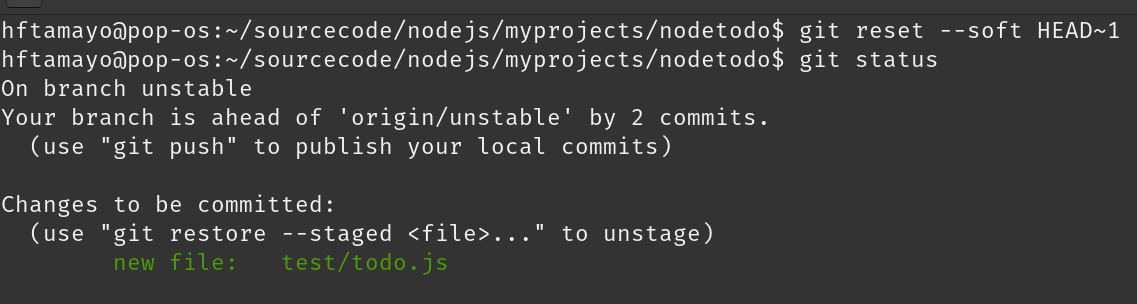 hftamayo@pop-os:~/sourcecode/nodejs/myprojects/nodetodo$ git reset --soft HEAD~1
hftamayo@pop-os:~/sourcecode/nodejs/myprojects/nodetodo$ git status
On branch unstable
Your branch is ahead of 'origin/unstable' by 2 commits.
  (use "git push" to publish your local commits)

Changes to be committed:
  (use "git restore --staged <file>..." to unstage)
        new file:   test/todo.js